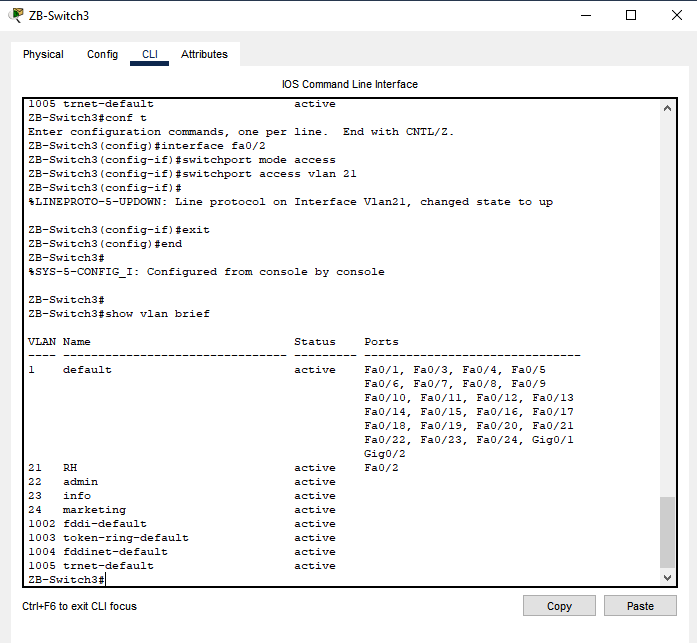 ZB-Switch3
Physical Config CLI Attributes
IOS Command Line Interface
1005 trnet-default active
ZB-Switch3#conf t
Enter configuration commands, one per line. End with CNTL/Z.
ZB-Switch3(config)#interface fa0/2
ZB-Switch3(config-if)#switchport mode access
ZB-Switch3(config-if)#switchport access vlan 21
ZB-Switch3(config-if)#
%LINEPROTO-5-UPDOWN: Line protocol on Interface Vlan21, changed state to up
ZB-Switch3(config-if)#exit
ZB-Switch3(config)#end
ZB-Switch3#
%SYS-5-CONFIG_I: Configured from console by console
ZB-Switch3#
ZB-Switch3#show vlan brief
VLAN Name Status Ports
---- -------------------------------- --------- -------------------------------
1 default active Fa0/1, Fa0/3, Fa0/4, Fa0/5
Fa0/6, Fa0/7, Fa0/8, Fa0/9
Fa0/10, Fa0/11, Fa0/12, Fa0/13
Fa0/14, Fa0/15, Fa0/16, Fa0/17
Fa0/18, Fa0/19, Fa0/20, Fa0/21
Fa0/22, Fa0/23, Fa0/24, Gig0/1
Gig0/2
21 RH active Fa0/2
22 admin active
23 info active
24 marketing active
1002 fddi-default active
1003 token-ring-default active
1004 fddinet-default active
1005 trnet-default active
ZB-Switch3#
Ctrl+F6 to exit CLI focus
Copy Paste